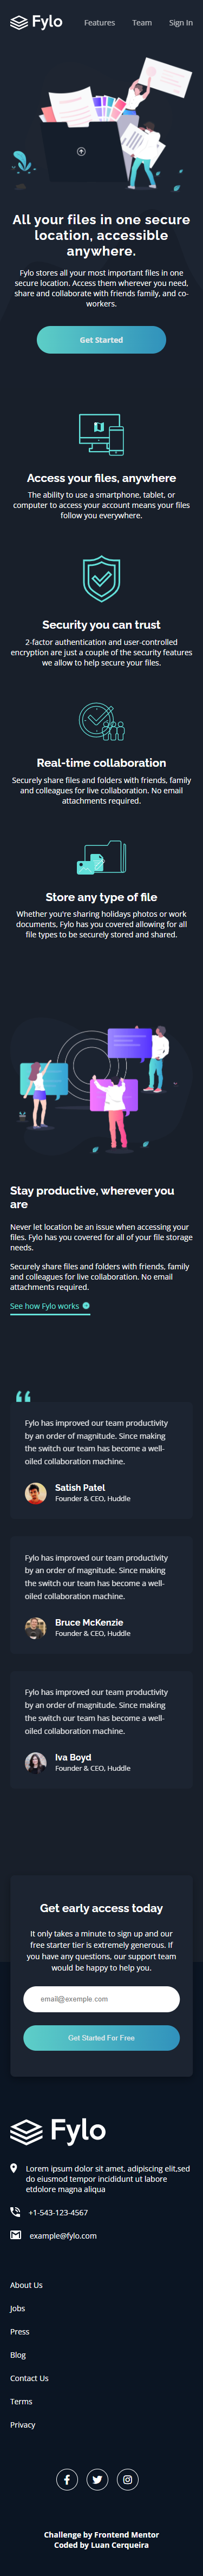 Fylo Features Team Sign In
All your files in one secure
location, accessible
anywhere.
Fylo stores all your most important files in one
secure location. Access them wherever you need,
share and collaborate with friends family, and co-
workers.
Get Started
Access your files, anywhere
The ability to use a smartphone, tablet, or
computer to access your account means your files
follow you everywhere.
Security you can trust
2-factor authentication and user-controlled
encryption are just a couple of the security features
we allow to help secure your files.
Real-time collaboration
Securely share files and folders with friends, family
and colleagues for live collaboration. No email
attachments required.
Store any type of file
Whether you're sharing holidays photos or work
documents, Fylo has you covered allowing for all
file types to be securely stored and shared.
Stay productive, wherever you
are
Never let location be an issue when accessing your
files. Fylo has you covered for all of your file storage
needs.
Securely share files and folders with friends, family
and colleagues for live collaboration. No email
attachments required.
See how Fylo works
Fylo has improved our team productivity
by an order of magnitude. Since making
the switch our team has become a well-
oiled collaboration machine.
Satish Patel
Founder & CEO, Huddle
Fylo has improved our team productivity
by an order of magnitude. Since making
the switch our team has become a well-
oiled collaboration machine.
Bruce McKenzie
Founder & CEO, Huddle
Fylo has improved our team productivity
by an order of magnitude. Since making
the switch our team has become a well-
oiled collaboration machine.
Iva Boyd
Founder & CEO, Huddle
Get early access today
It only takes a minute to sign up and our
free starter tier is extremely generous. If
you have any questions, our support team
would be happy to help you.
email@exemple.com
Get Started For Free
Fylo
Lorem ipsum dolor sit amet, adipiscing elit,sed
do eiusmod tempor incididunt ut labore
etdolore magna aliqua
+1-543-123-4567
example@fylo.com
About Us
Jobs
Press
Blog
Contact Us
Terms
Privacy
Challenge by Frontend Mentor
Coded by Luan Cerqueira